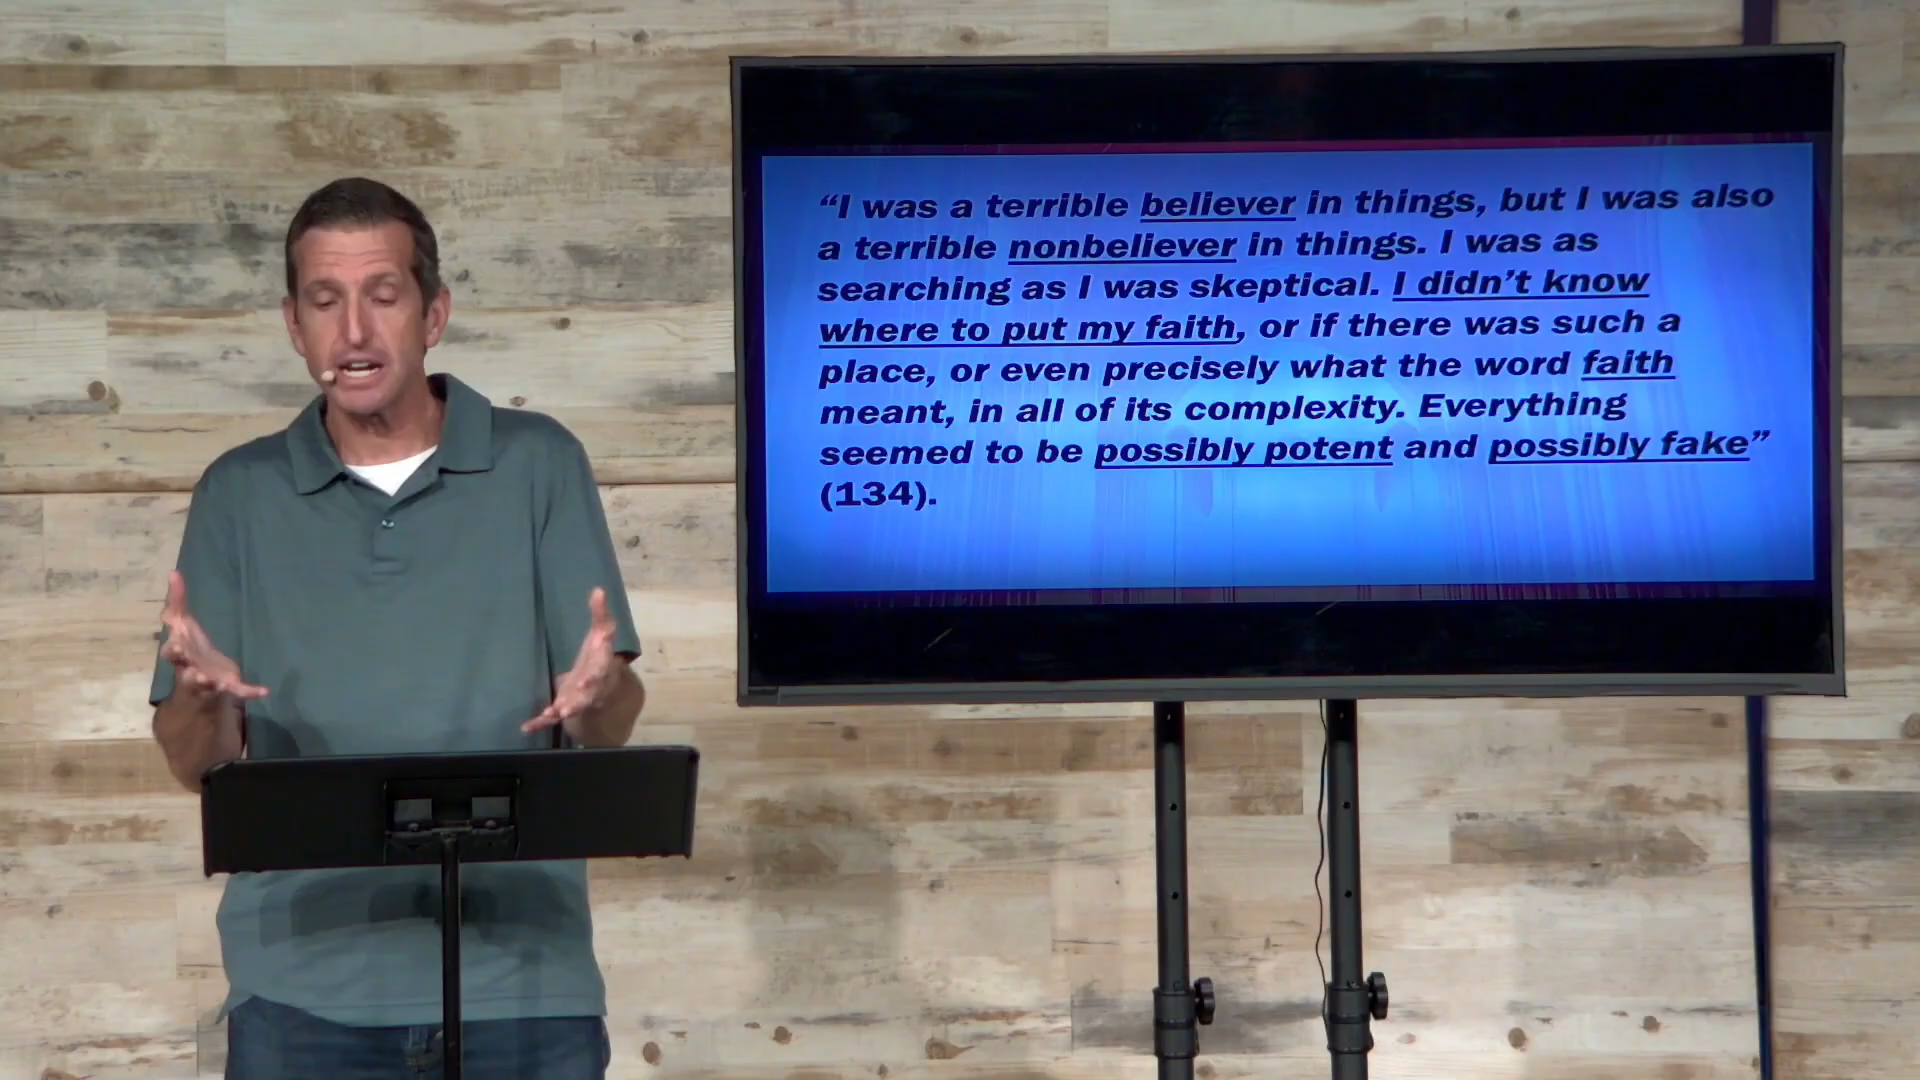 “I was a terrible believer in things, but I was also
a terrible nonbeliever in things. I was as
searching as I was skeptical. I didn’t know
where to put my faith, or if there was such a
place, or even precisely what the word faith
meant, in all of its complexity. Everything
seemed to be possibly potent and possibly fake”
(134).